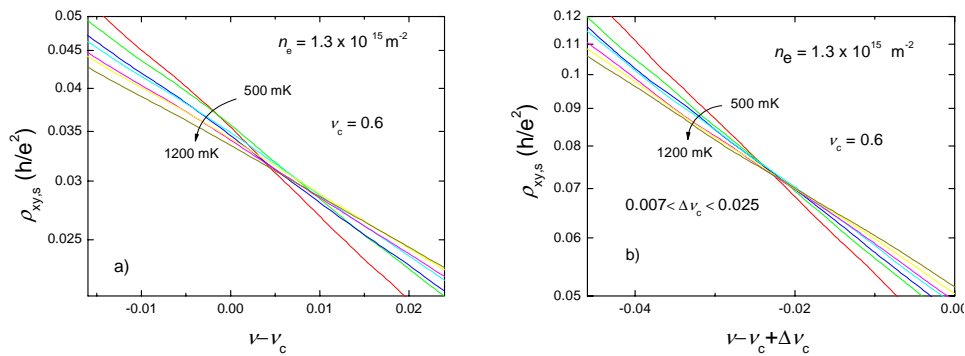 0.05
0.045
0.04
0.035
0.03
0.025
ρxy,s (h/e²)
nₑ = 1.3 x 10 ¹⁵ m⁻²
500 mK
νc = 0.6
1200 mK
a)
-0.01
0.00
0.01
0.02
ν−νc
0.12
0.11
0.1
0.09
0.08
0.07
0.06
0.05
ρxy,s (h/e²)
nₑ = 1.3 x 10¹⁵ m⁻²
500 mK
νc = 0.6
1200 mK
0.007< Δνc < 0.025
b)
-0.04
-0.02
0.00
ν−νc+Δνc